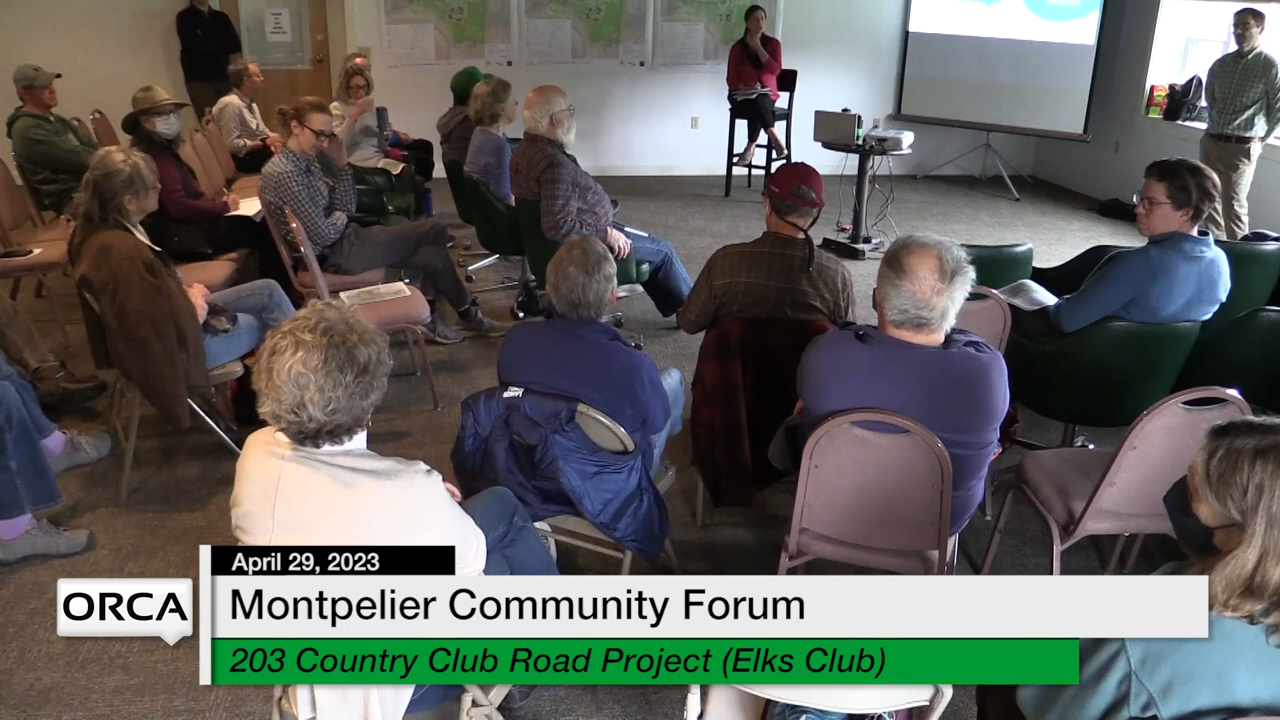 April 29, 2023
ORCA
Montpelier Community Forum
203 Country Club Road Project (Elks Club)